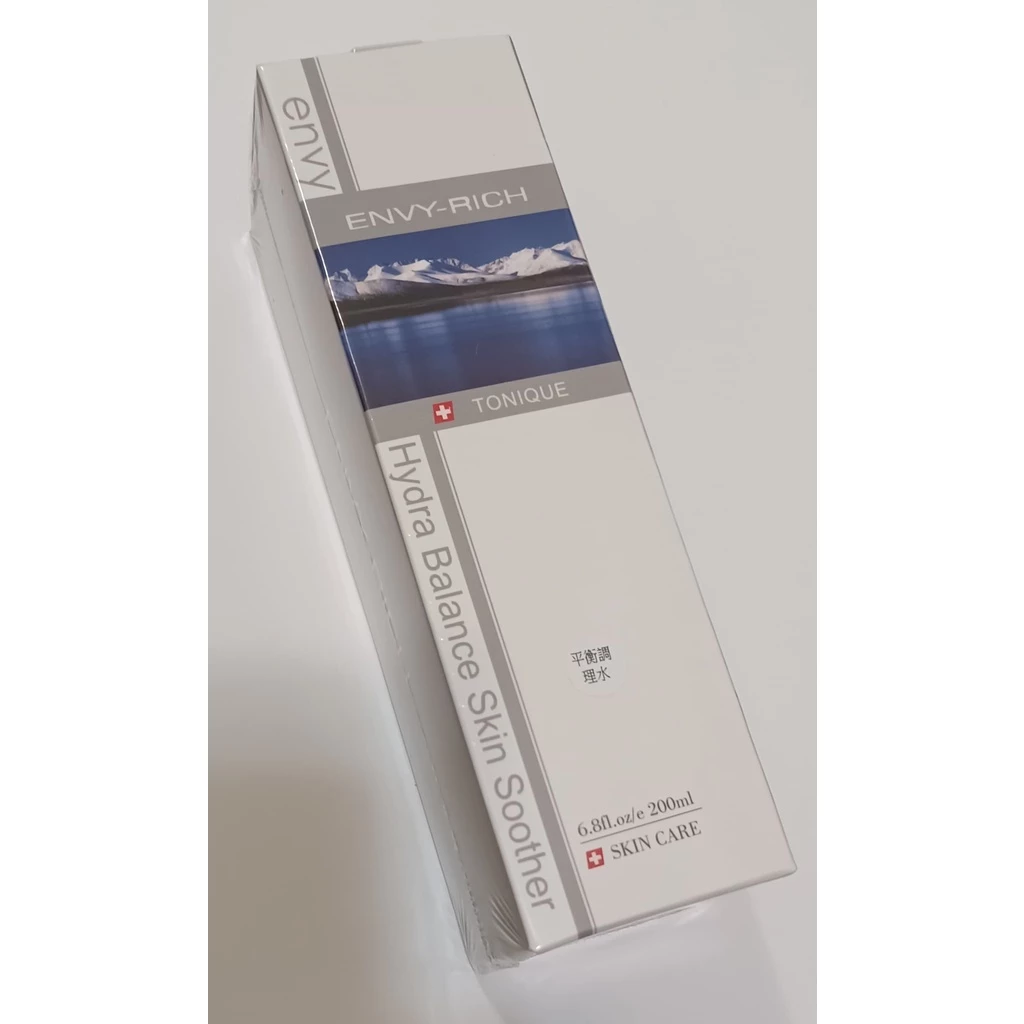 envy
ENVY-RICH
TONIQUE
Hydra Balance Skin Soother
平衡調
理水
6.8fl.oz/e 200ml
SKIN CARE